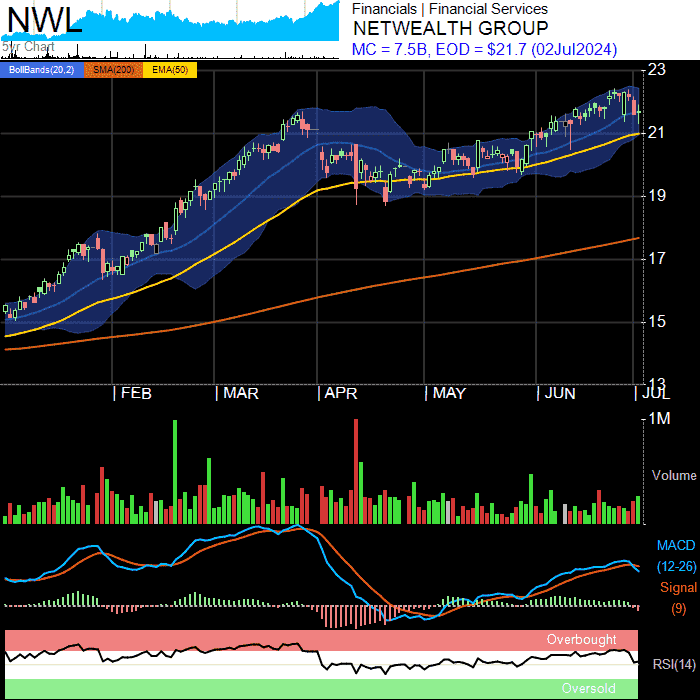 NWL
5yr Chart
Financials | Financial Services
NETWEALTH GROUP
MC = 7.5B, EOD = $21.7 (02Jul2024)
BollBands(20,2) SMA(200) EMA(50)
23
21
19
17
15
13
FEB MAR APR MAY JUN JUL
1M
Volume
MACD
(12-26)
Signal
(9)
Overbought
RSI(14)
Oversold